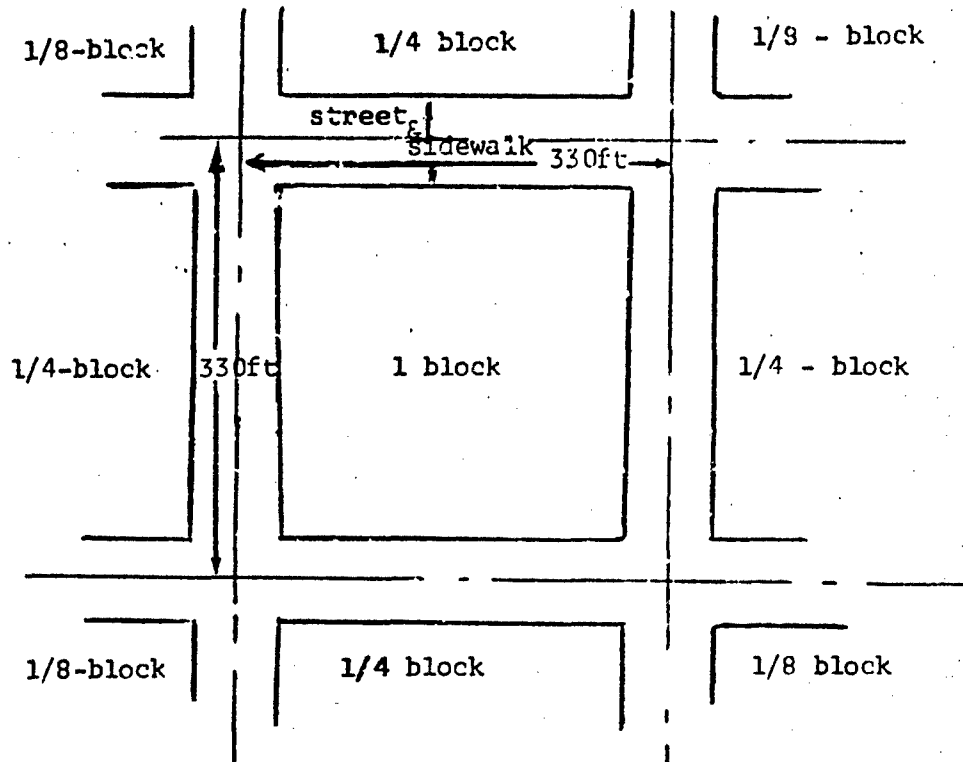 1/8-block
1/4 block
1/8 - block
street
&
sidewalk
330ft
1/4-block
330ft
1 block
1/4 - block
1/8-block
1/4 block
1/8 block